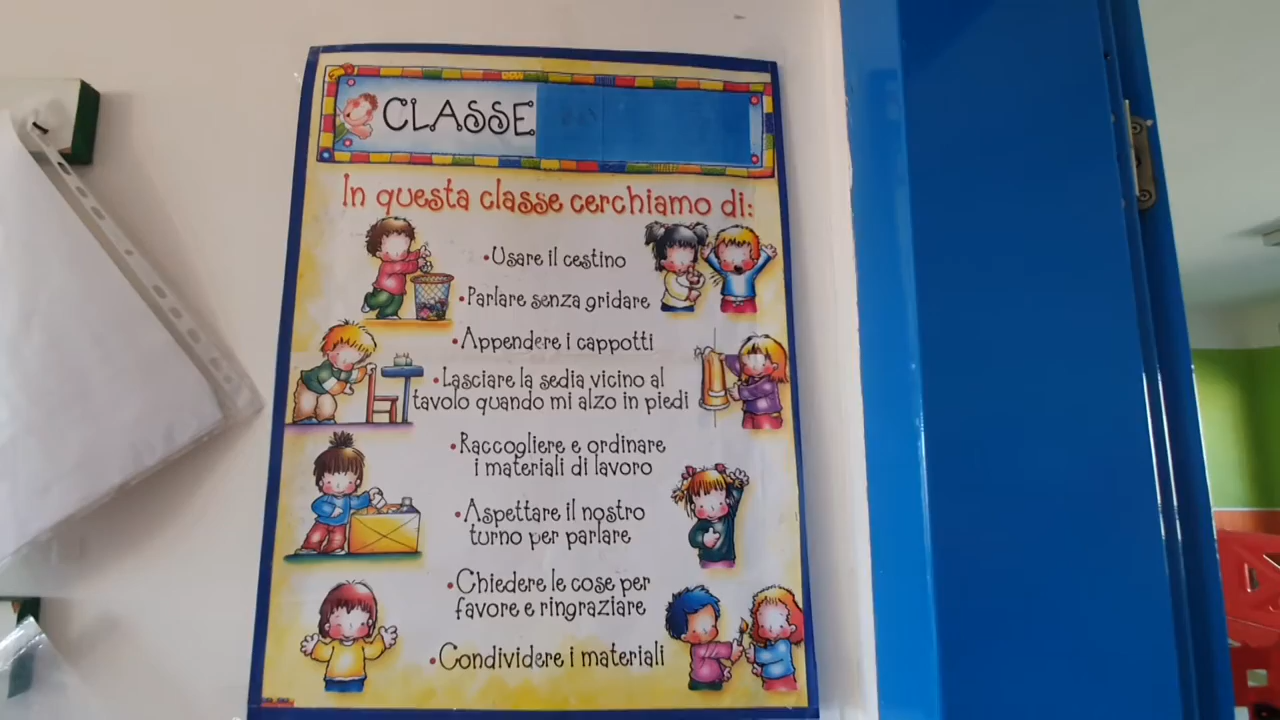 CLASSE
In questa classe cerchiamo di:
•Usare il cestino
•Parlare senza gridare
•Appendere i cappotti
•Lasciare la sedia vicino al
tavolo quando mi alzo in piedi
•Raccogliere e ordinare
i materiali di lavoro
•Aspettare il nostro
turno per parlare
•Chiedere le cose per
favore e ringraziare
•Condividere i materiali